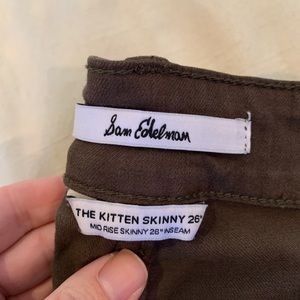 Sam Edelman
THE KITTEN SKINNY 26"
MID RISE SKINNY 26" INSEAM